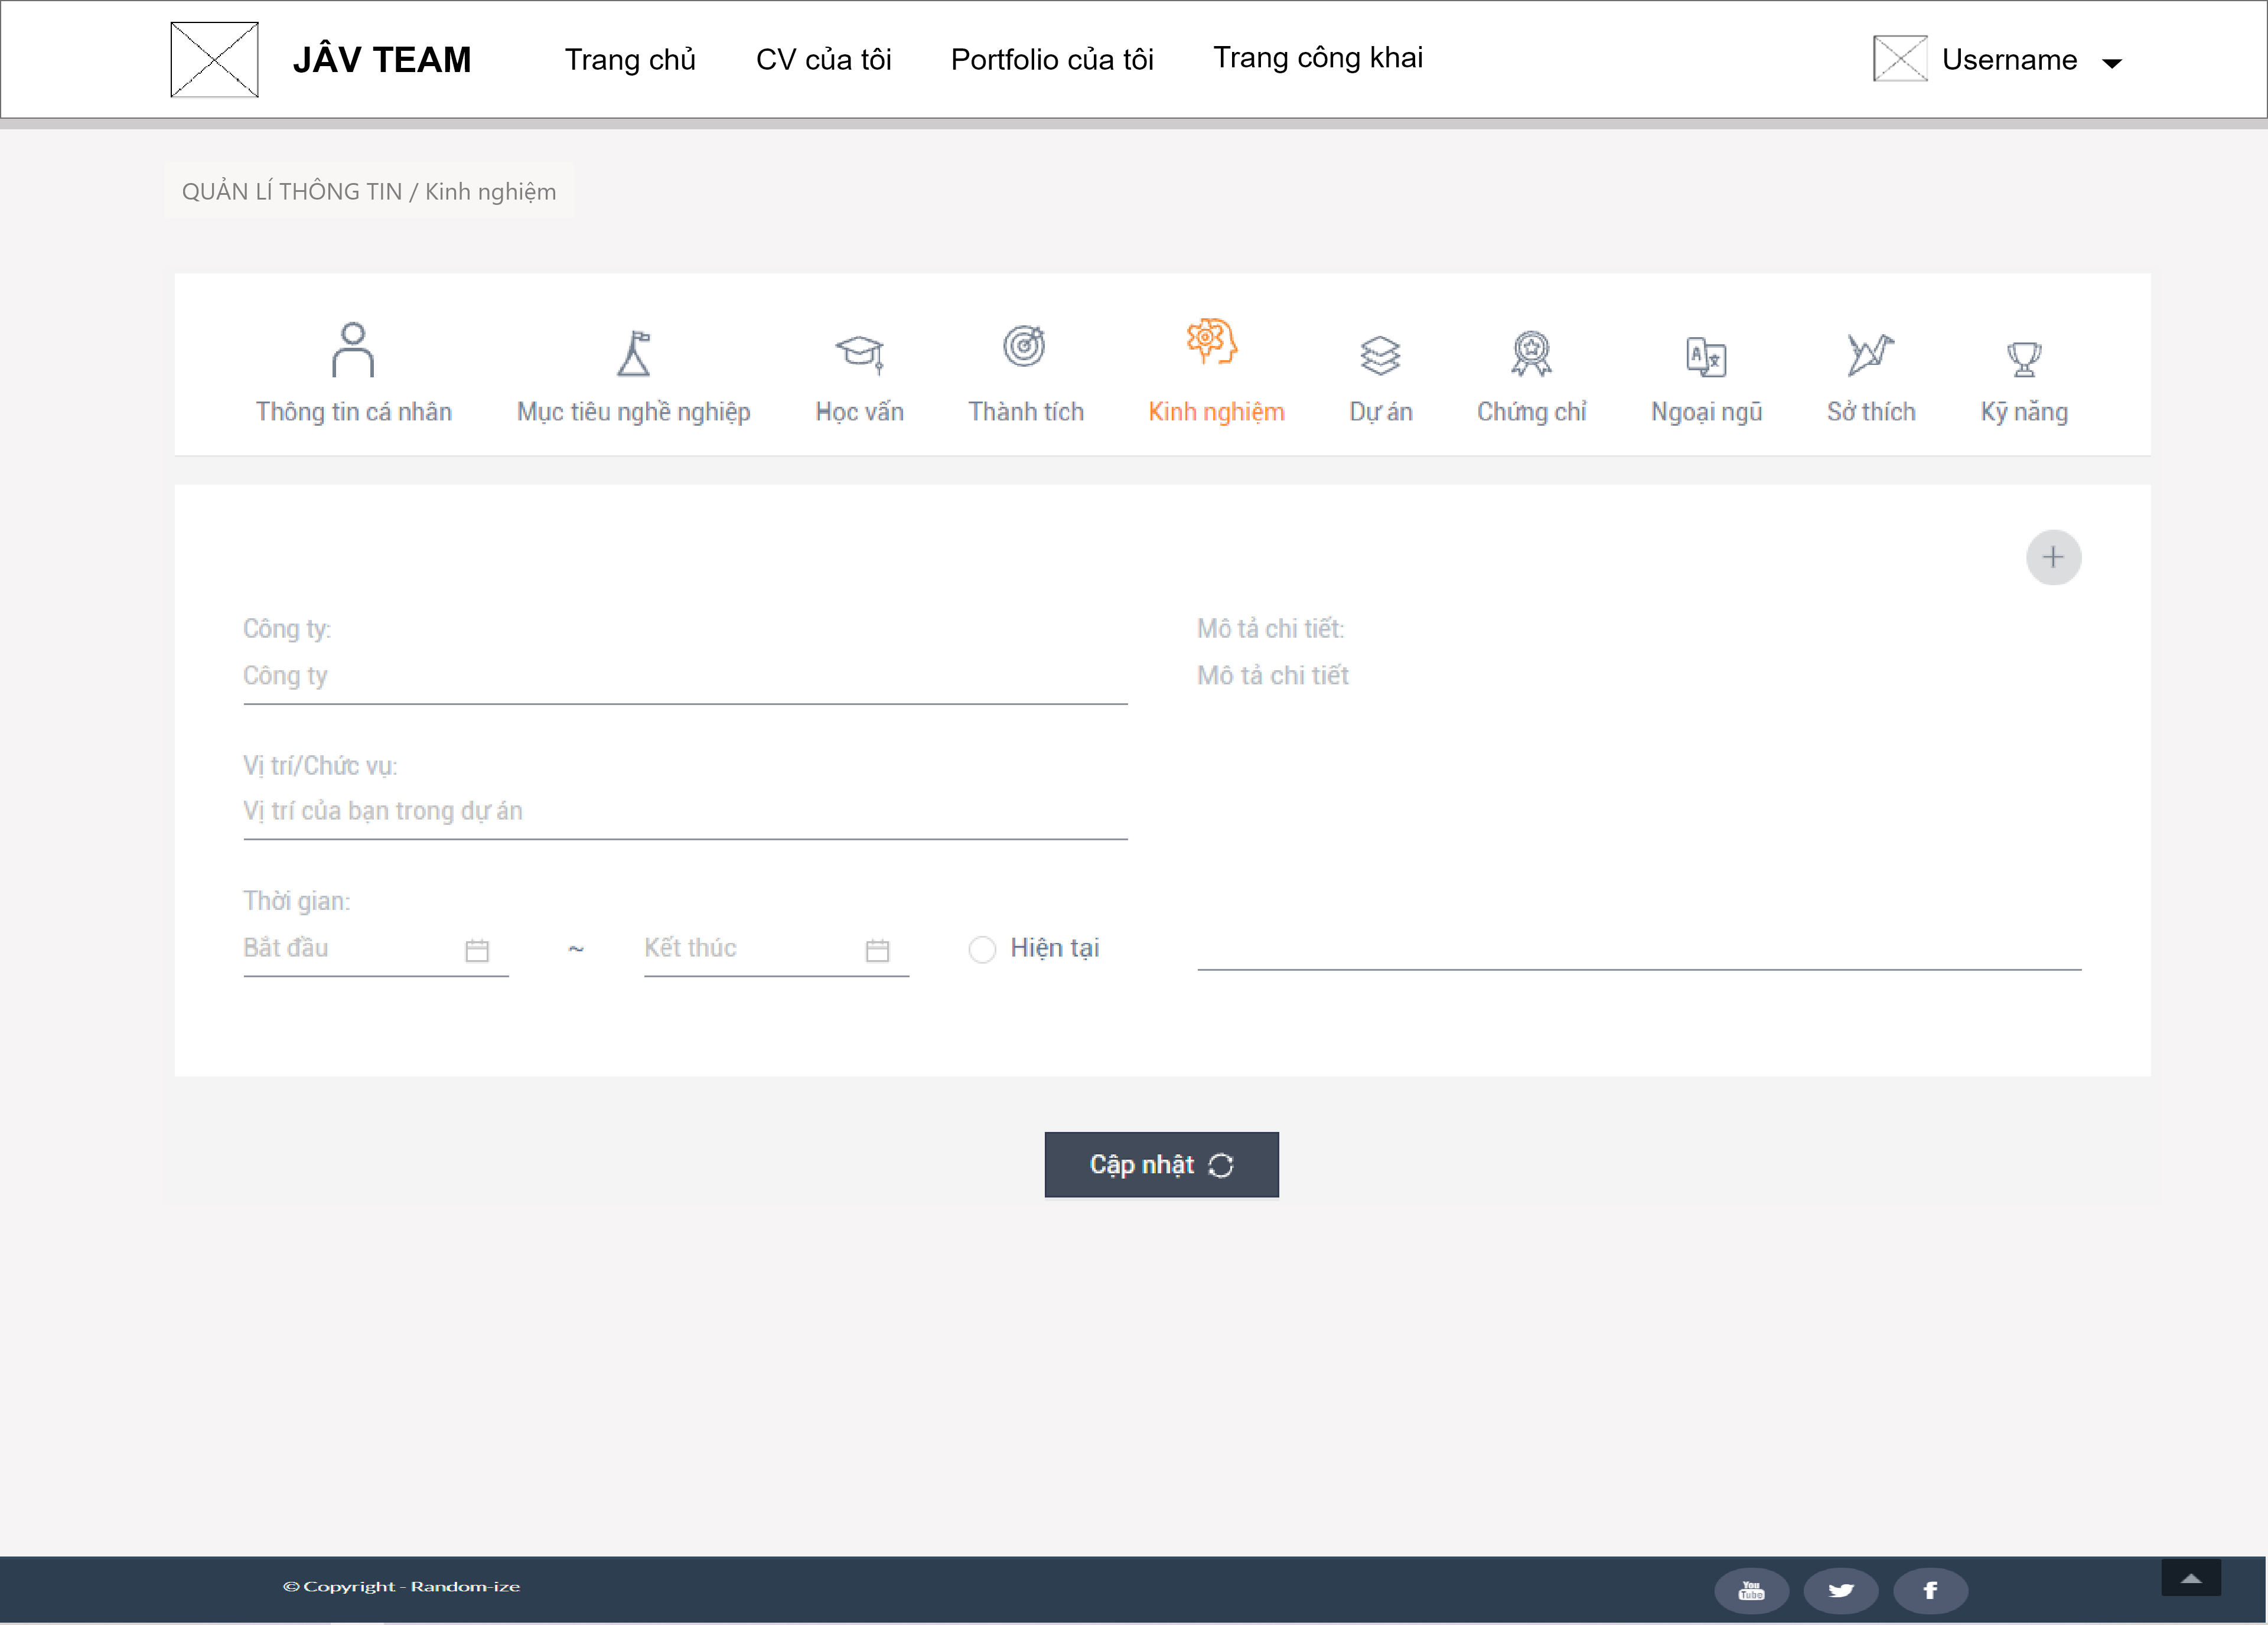 JÂV TEAM Trang chủ CV của tôi Portfolio của tôi Trang công khai Username
QUẢN LÍ THÔNG TIN / Kinh nghiệm
Thông tin cá nhân Mục tiêu nghề nghiệp Học vấn Thành tích Kinh nghiệm Dự án Chứng chỉ Ngoại ngũ Sở thích Kỹ năng
Công ty:
Công ty
Vị trí/Chức vụ:
Vị trí của bạn trong dự án
Thời gian:
Bắt đầu ~ Kết thúc Hiện tại
Mô tả chi tiết:
Mô tả chi tiết
Cập nhật
© Copyright - Random-ize
You Tube